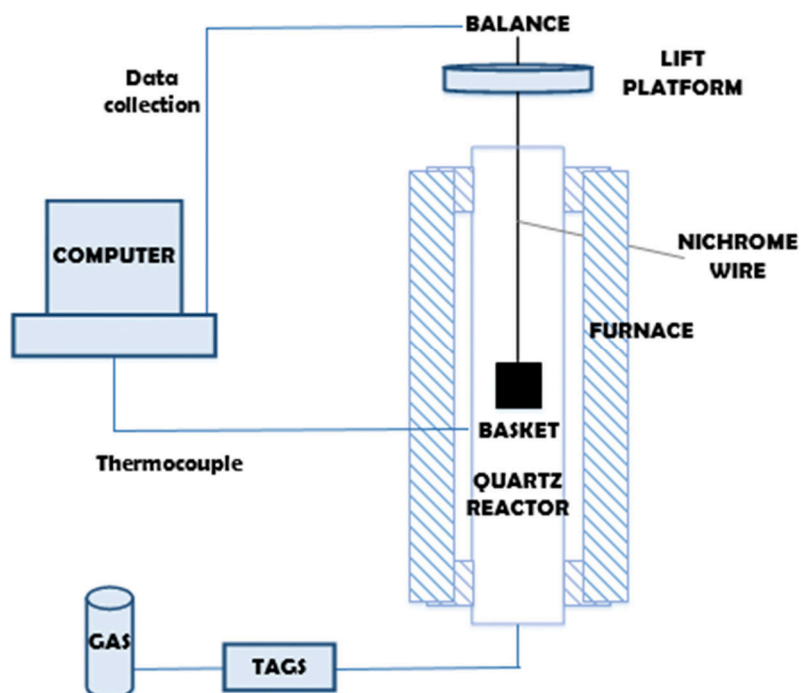 BALANCE
LIFT
PLATFORM
Data
collection
COMPUTER
NICHROME
WIRE
FURNACE
BASKET
Thermocouple
QUARTZ
REACTOR
GAS
TAGS